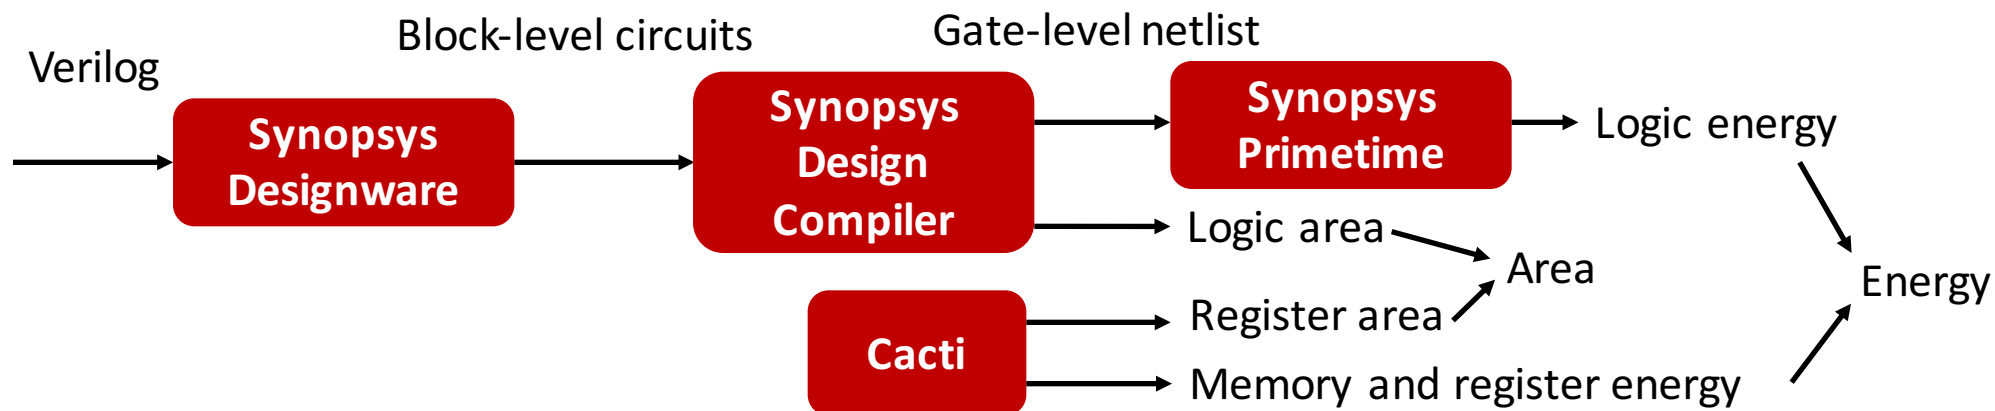 Verilog
Block-level circuits
Gate-level netlist
Synopsys
Designware
Synopsys
Design
Compiler
Synopsys
Primetime
Logic energy
Logic area
Area
Energy
Cacti
Register area
Memory and register energy